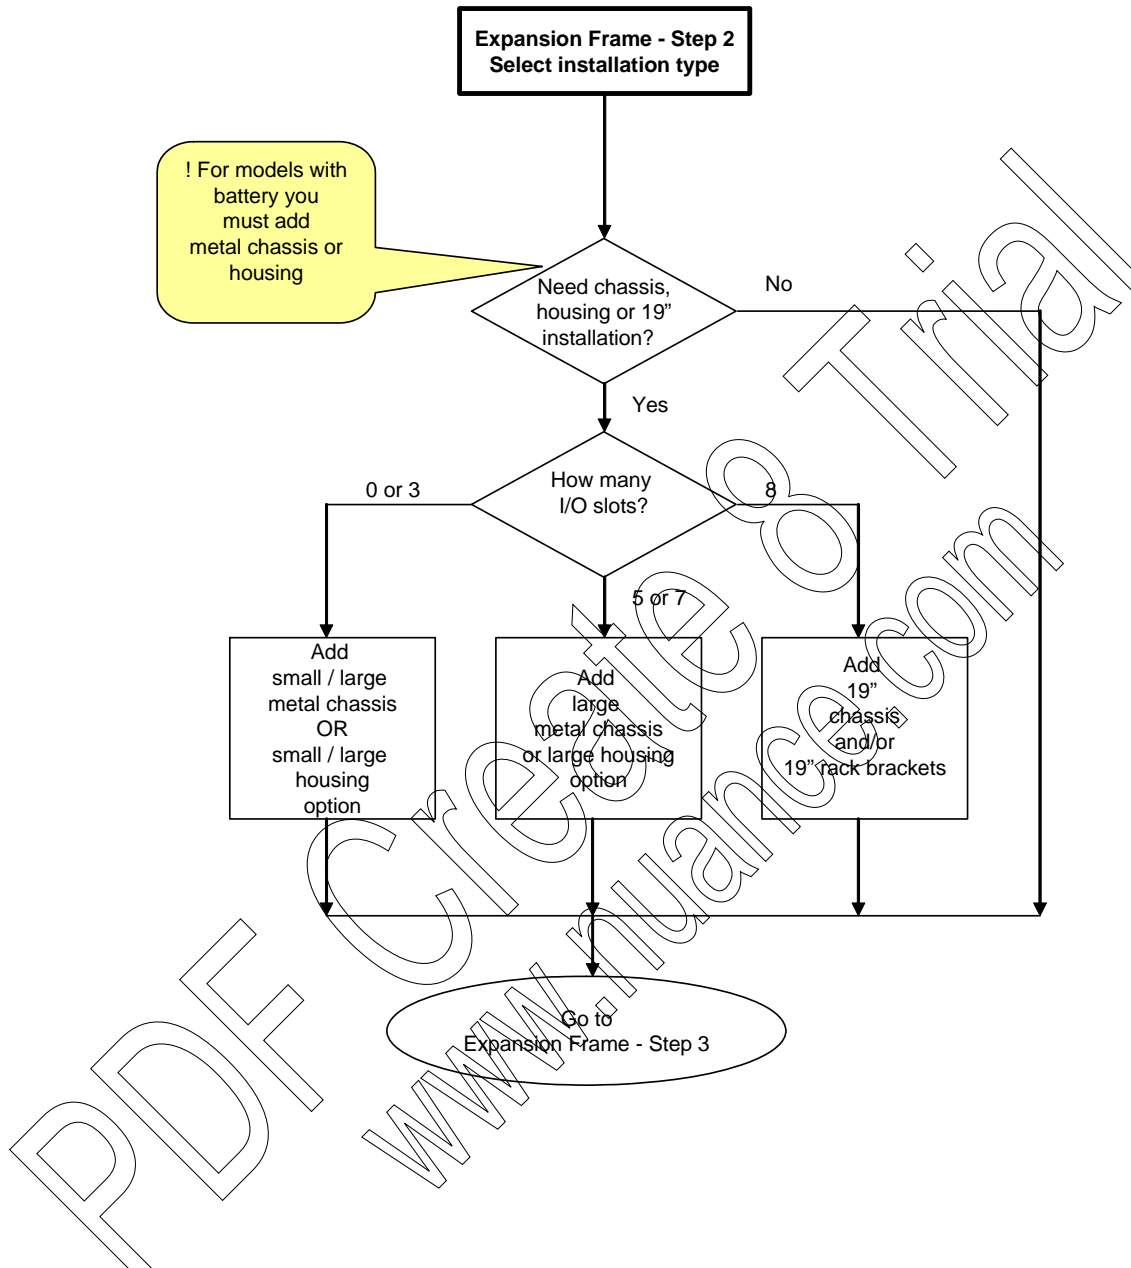 Expansion Frame - Step 2
Select installation type
! For models with
battery you
must add
metal chassis or
housing
Need chassis,
housing or 19”
installation?
No
Yes
How many
I/O slots?
0 or 3
8
5 or 7
Add
small / large
metal chassis
OR
small / large
housing
option
Add
large
metal chassis
or large housing
option
Add
19”
chassis
and/or
19” rack brackets
Go to
Expansion Frame - Step 3
PDF Create 8 Trial
www.nuance.com